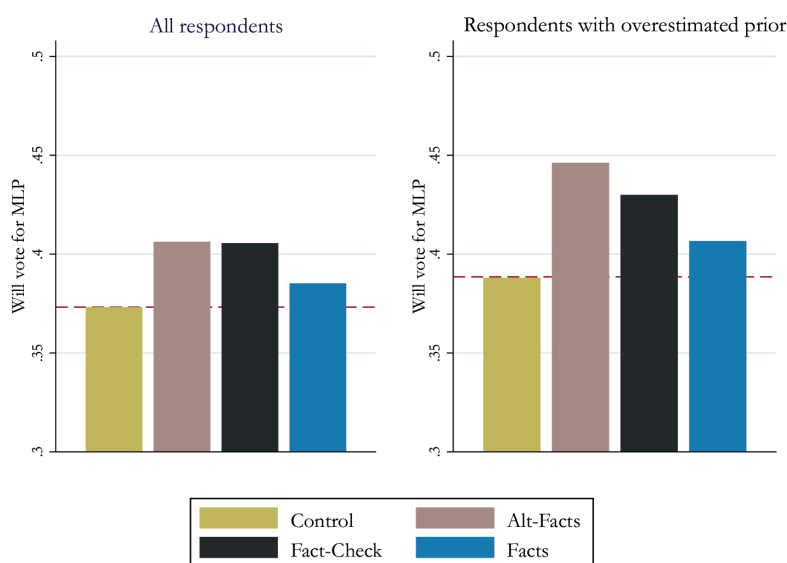 All respondents
Respondents with overestimated prior
Will vote for MLP
.5
.45
.4
.35
.3
Will vote for MLP
.5
.45
.4
.35
.3
Control
Alt-Facts
Fact-Check
Facts